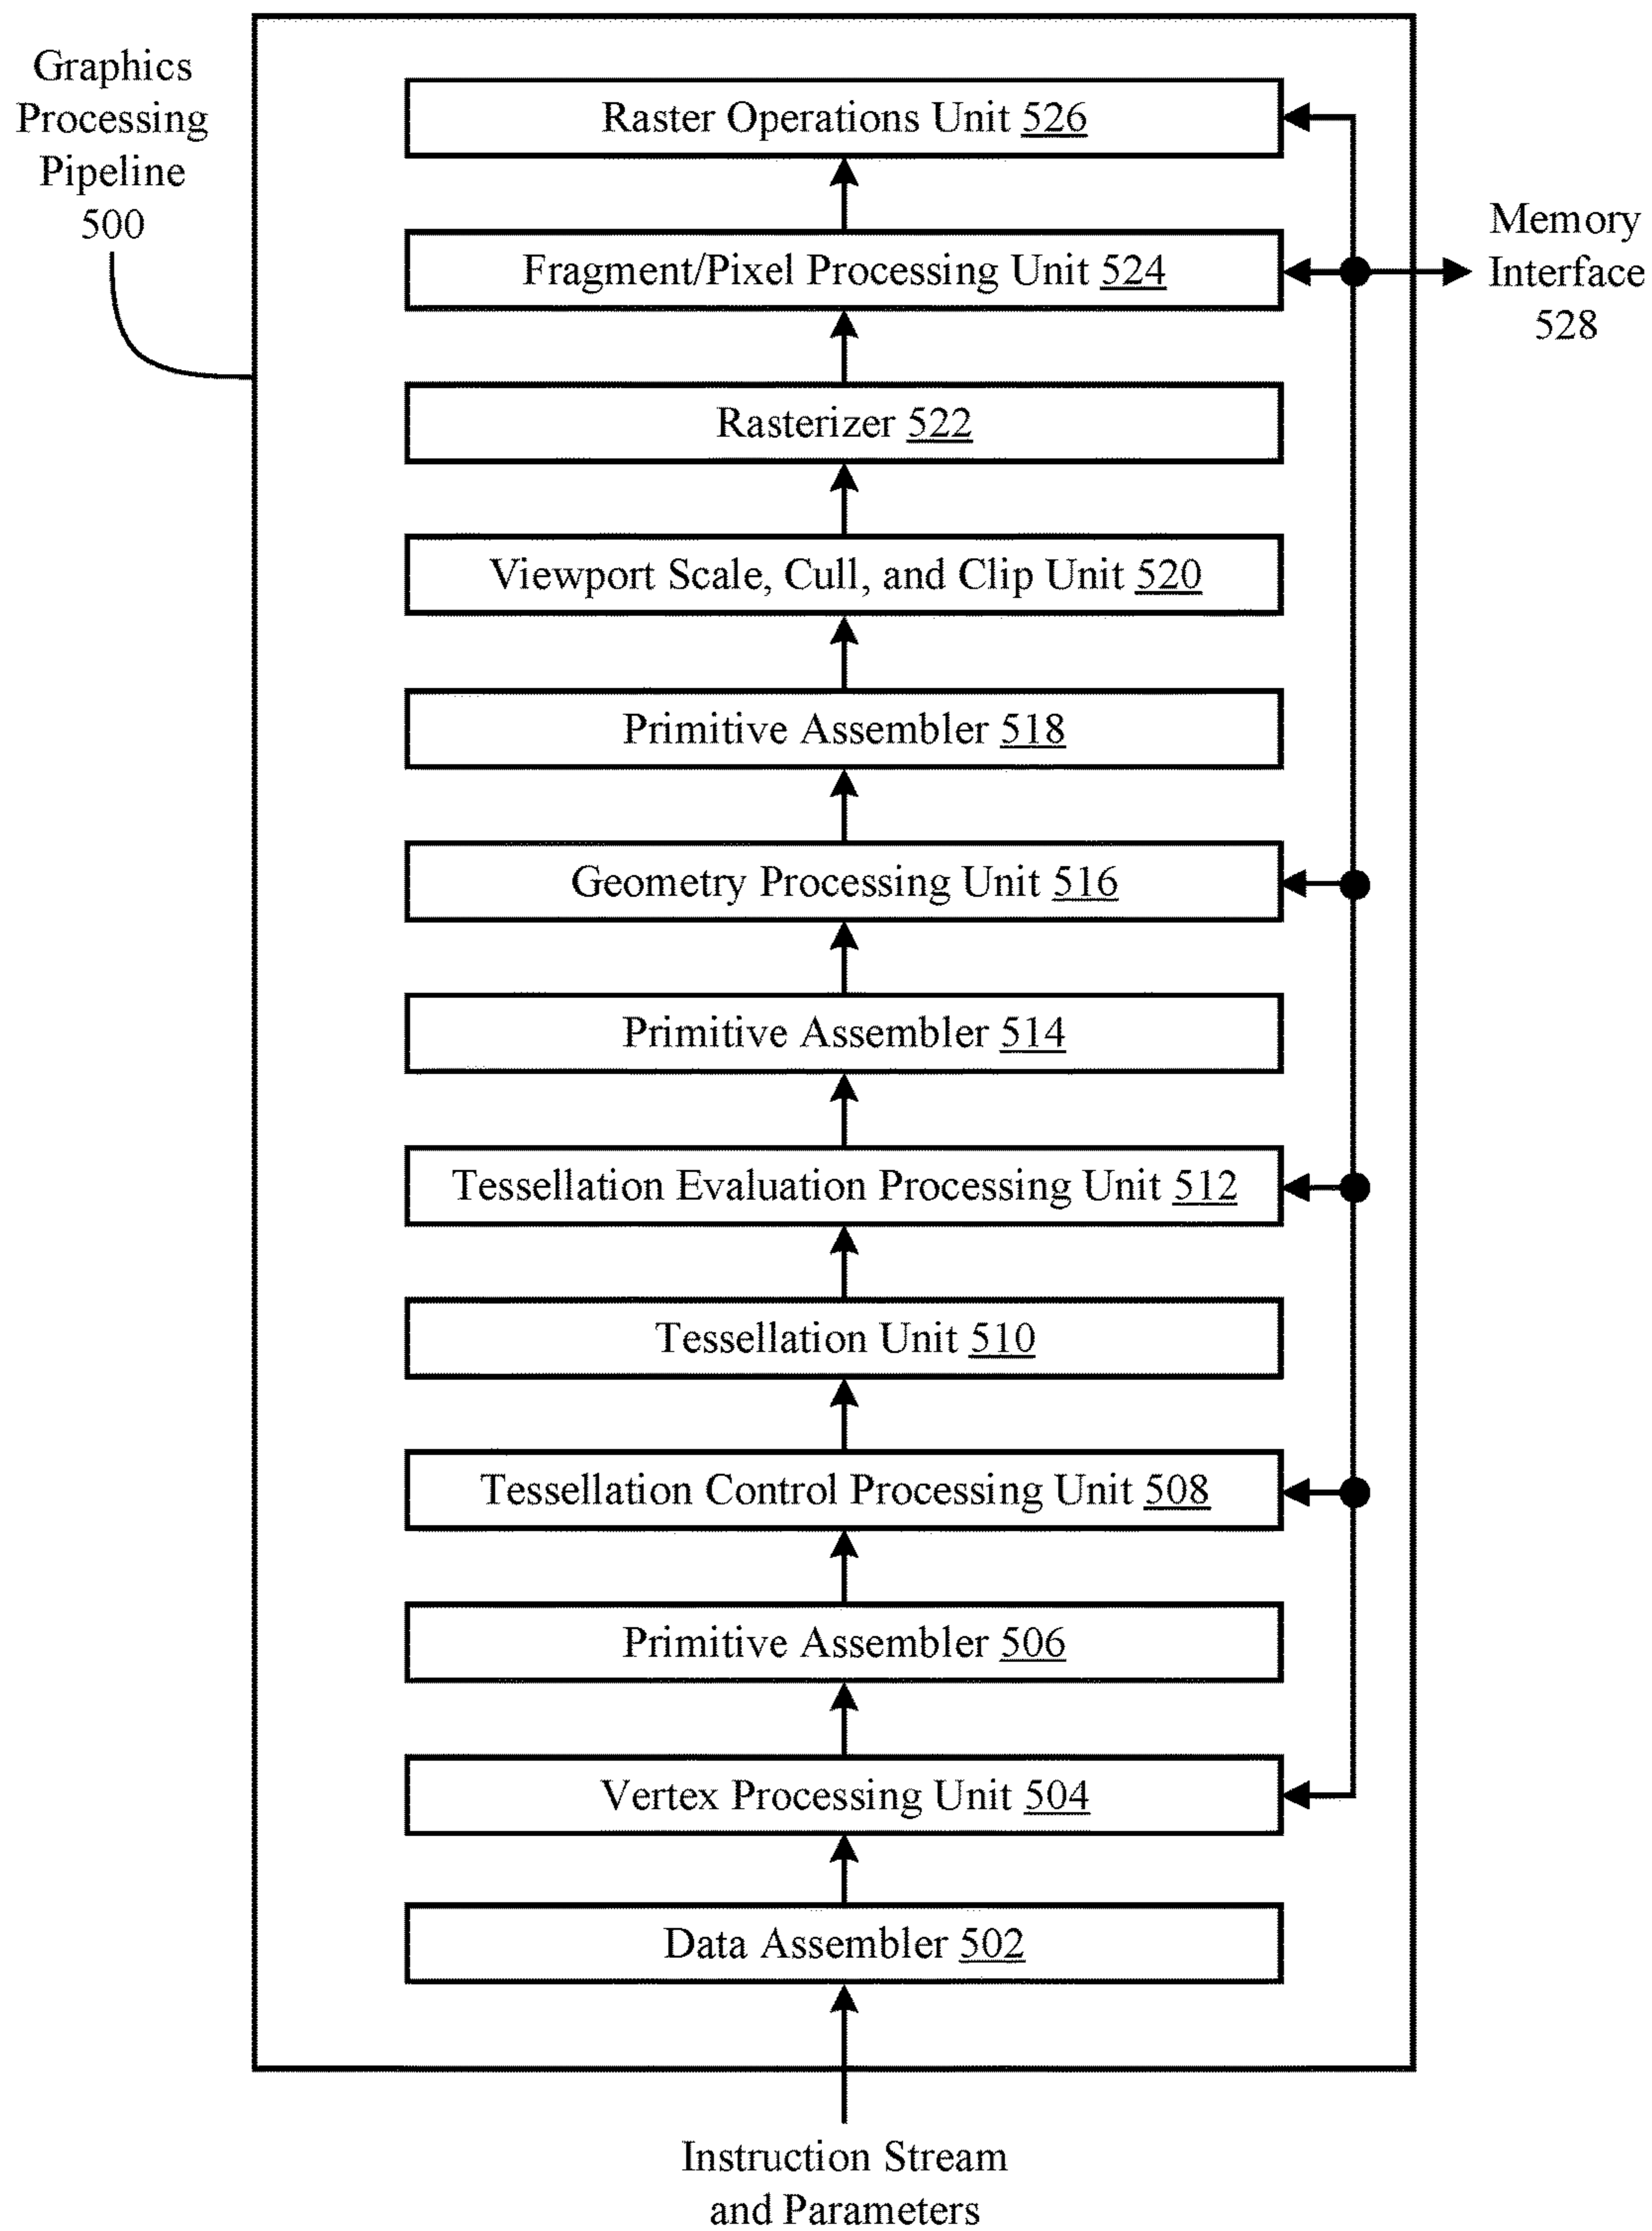 Graphics
Processing
Pipeline
500
Raster Operations Unit 526
Fragment/Pixel Processing Unit 524
Memory
Interface
528
Rasterizer 522
Viewport Scale, Cull, and Clip Unit 520
Primitive Assembler 518
Geometry Processing Unit 516
Primitive Assembler 514
Tessellation Evaluation Processing Unit 512
Tessellation Unit 510
Tessellation Control Processing Unit 508
Primitive Assembler 506
Vertex Processing Unit 504
Data Assembler 502
Instruction Stream
and Parameters